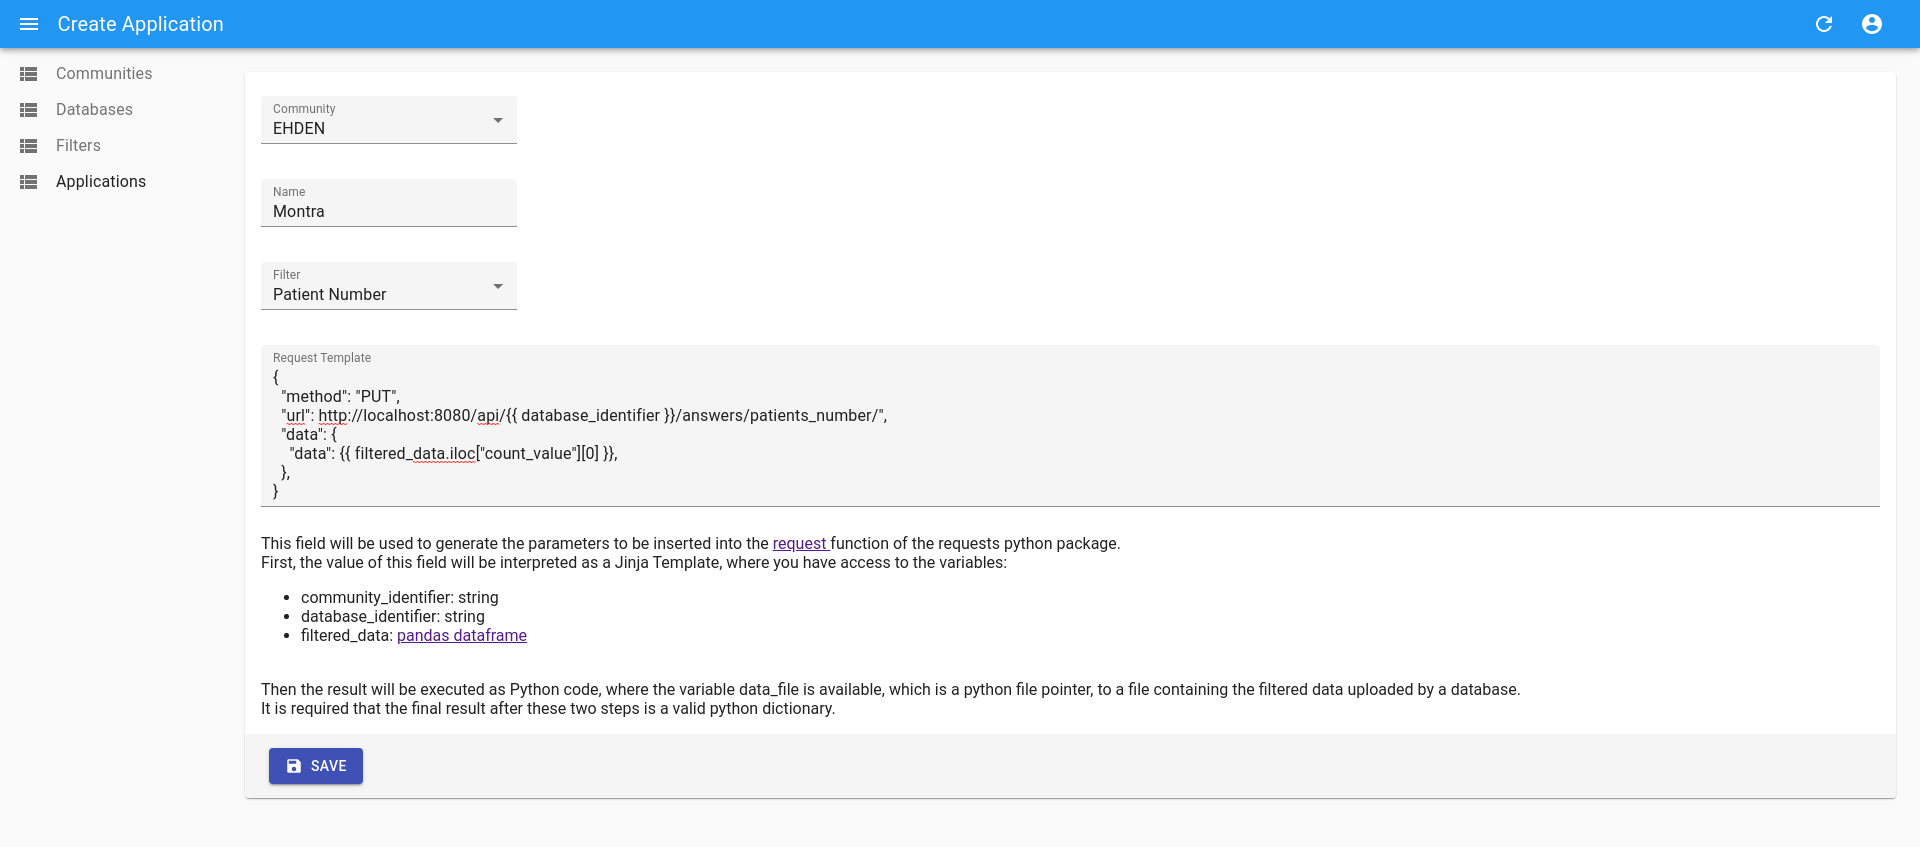 Create Application
Communities
Databases
Filters
Applications
Community
EHDEN
Name
Montra
Filter
Patient Number
Request Template
{
  "method": "PUT",
  "url": http://localhost:8080/api/{{ database_identifier }}/answers/patients_number/",
  "data": {
    "data": {{ filtered_data.iloc["count_value"][0] }},
  },
}
This field will be used to generate the parameters to be inserted into the request function of the requests python package.
First, the value of this field will be interpreted as a Jinja Template, where you have access to the variables:
• community_identifier: string
• database_identifier: string
• filtered_data: pandas dataframe
Then the result will be executed as Python code, where the variable data_file is available, which is a python file pointer, to a file containing the filtered data uploaded by a database.
It is required that the final result after these two steps is a valid python dictionary.
SAVE